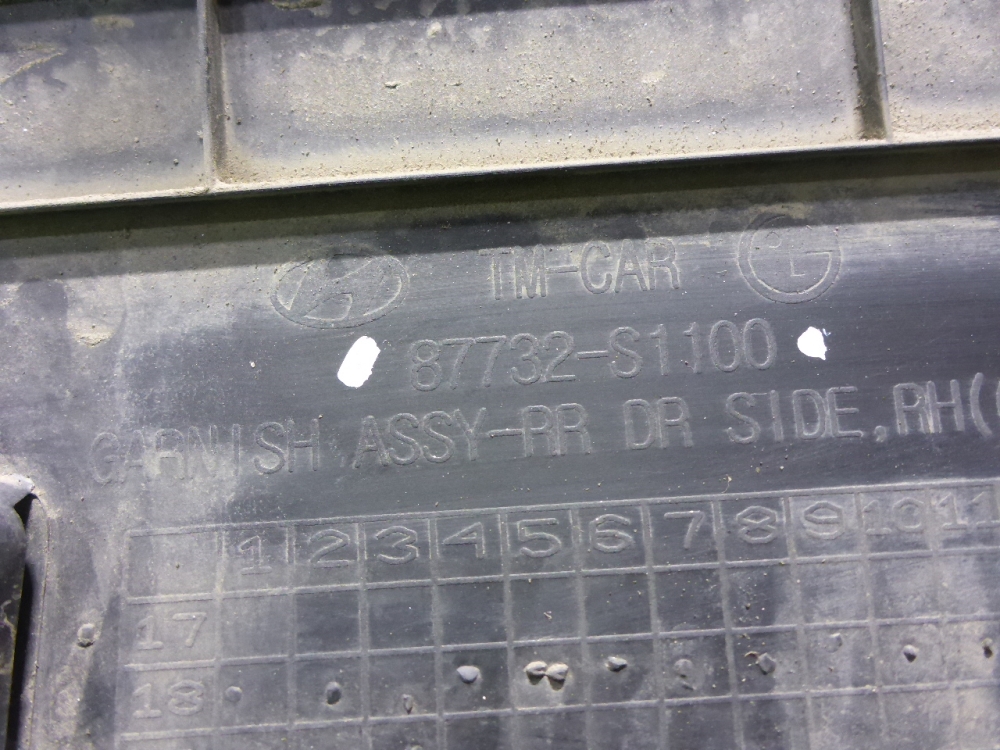 TM-CAR LG
87732-S1100
GARNISH ASSY-RR DR SIDE,RH(
1 2 3 4 5 6 7 8 9 10 11
17
18